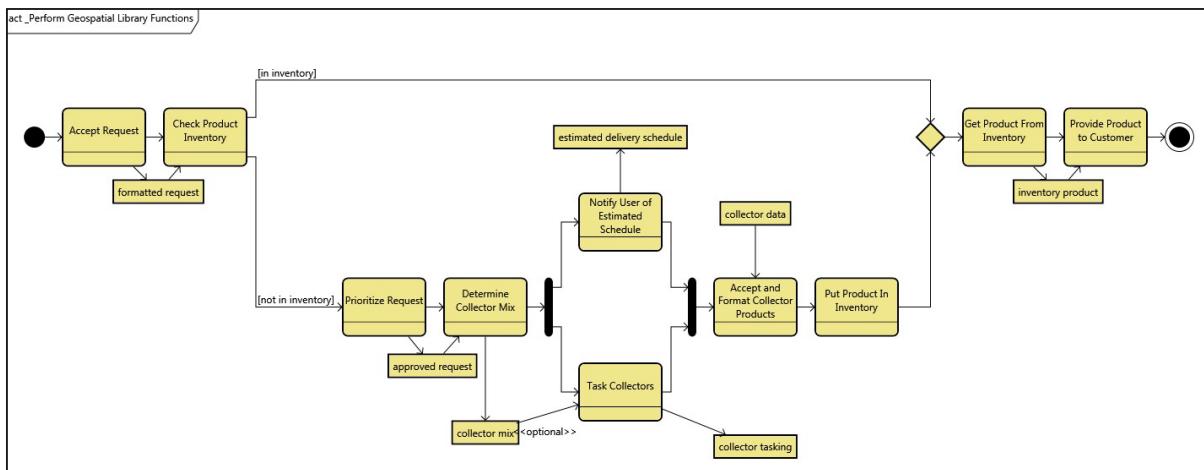 act _Perform Geospatial Library Functions
[in inventory]
Accept Request
Check Product
Inventory
formatted request
estimated delivery schedule
Notify User of
Estimated
Schedule
collector data
Get Product From
Inventory
Provide Product
to Customer
inventory product
[not in inventory]
Prioritize Request
Determine
Collector Mix
approved request
Accept and
Format Collector
Products
Put Product In
Inventory
Task Collectors
collector mix
<<optional>>
collector tasking